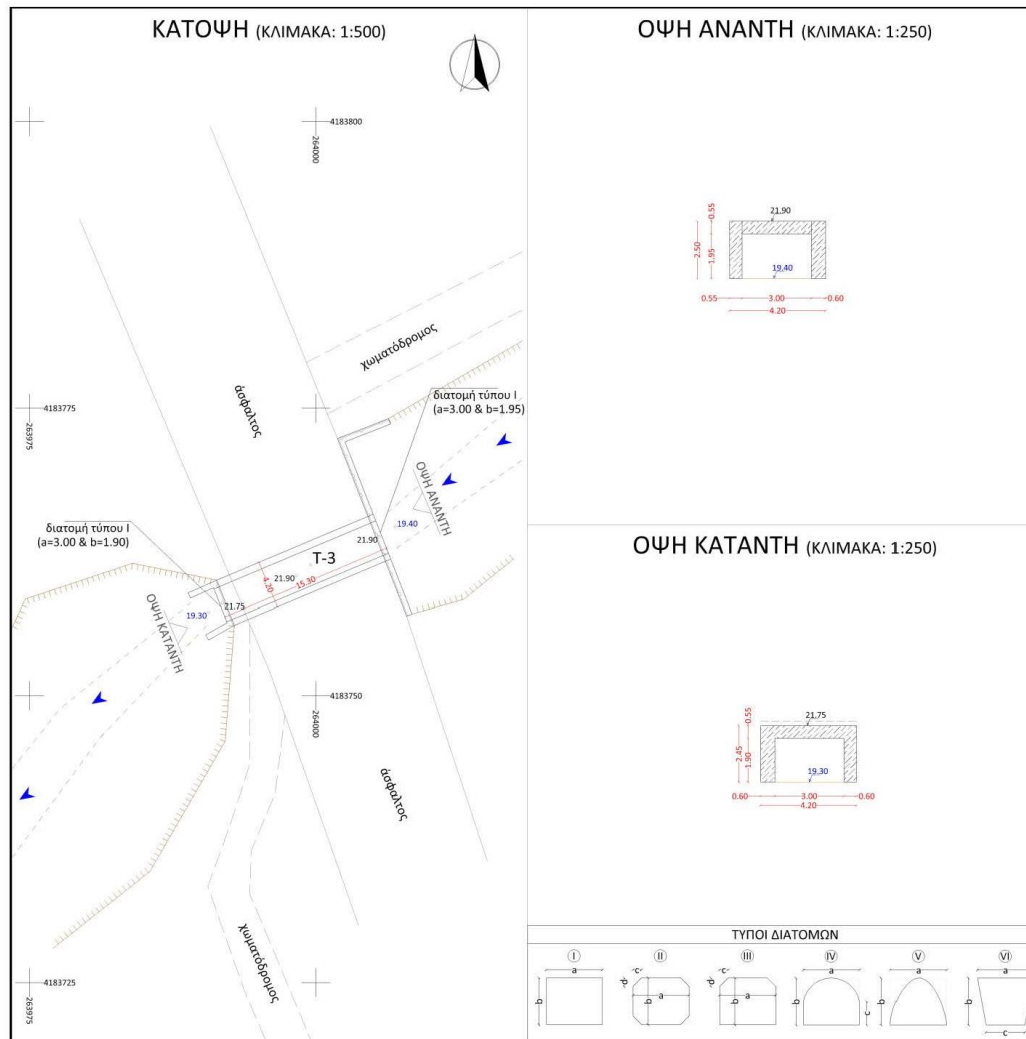 ΚΑΤΟΨΗ (ΚΛΙΜΑΚΑ: 1:500)
4183800
264000
χωματόδρομος
άσφαλτος
4183775
263975
διατομή τύπου Ι
(a=3.00 & b=1.95)
ΟΨΗ ΑΝΑΝΤΗ
19.40
21.90
διατομή τύπου Ι
(a=3.00 & b=1.90)
Τ-3
21.90
4.20
15.30
21.75
19.30
ΟΨΗ ΚΑΤΑΝΤΗ
4183750
264000
άσφαλτος
χωματόδρομος
4183725
263975
ΟΨΗ ΑΝΑΝΤΗ (ΚΛΙΜΑΚΑ: 1:250)
0.55
21.90
2.50
1.95
19.40
0.55
3.00
0.60
4.20
ΟΨΗ ΚΑΤΑΝΤΗ (ΚΛΙΜΑΚΑ: 1:250)
0.55
21.75
2.45
1.90
19.30
0.60
3.00
0.60
4.20
ΤΥΠΟΙ ΔΙΑΤΟΜΩΝ
I II III IV V VI
a
b
c
d
b
a
c
d
b
a
a
b
c
a
b
a
b
c